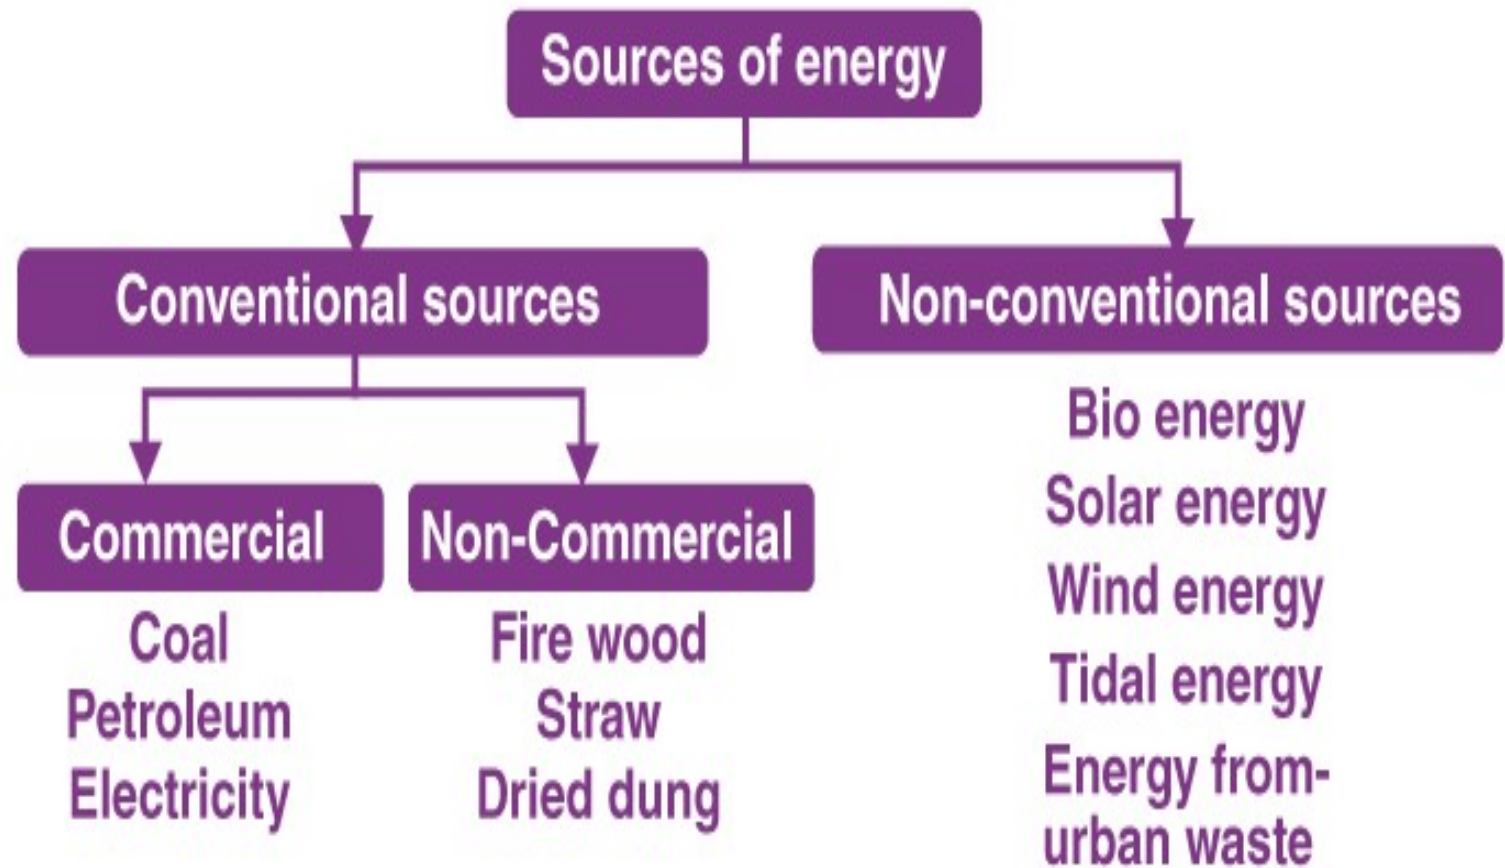 Sources of energy
Conventional sources
Non-conventional sources
Commercial
Non-Commercial
Coal
Petroleum
Electricity
Fire wood
Straw
Dried dung
Bio energy
Solar energy
Wind energy
Tidal energy
Energy from-
urban waste